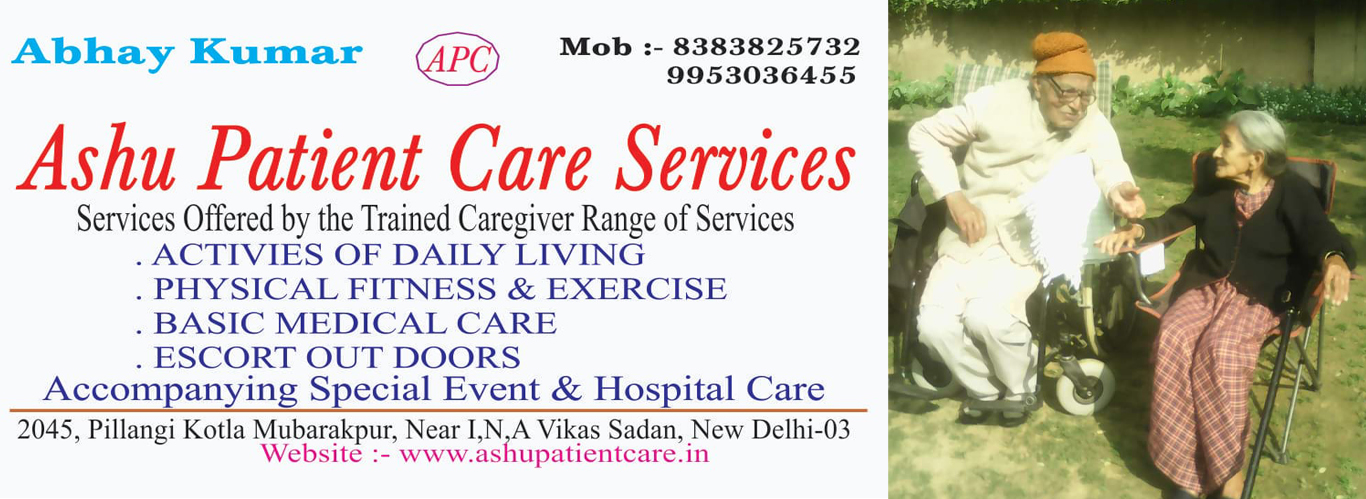 Abhay Kumar
APC
Mob :- 8383825732
9953036455
Ashu Patient Care Services
Services Offered by the Trained Caregiver Range of Services
. ACTIVIES OF DAILY LIVING
. PHYSICAL FITNESS & EXERCISE
. BASIC MEDICAL CARE
. ESCORT OUT DOORS
Accompanying Special Event & Hospital Care
2045, Pillangi Kotla Mubarakpur, Near I,N,A Vikas Sadan, New Delhi-03
Website :- www.ashupatientcare.in